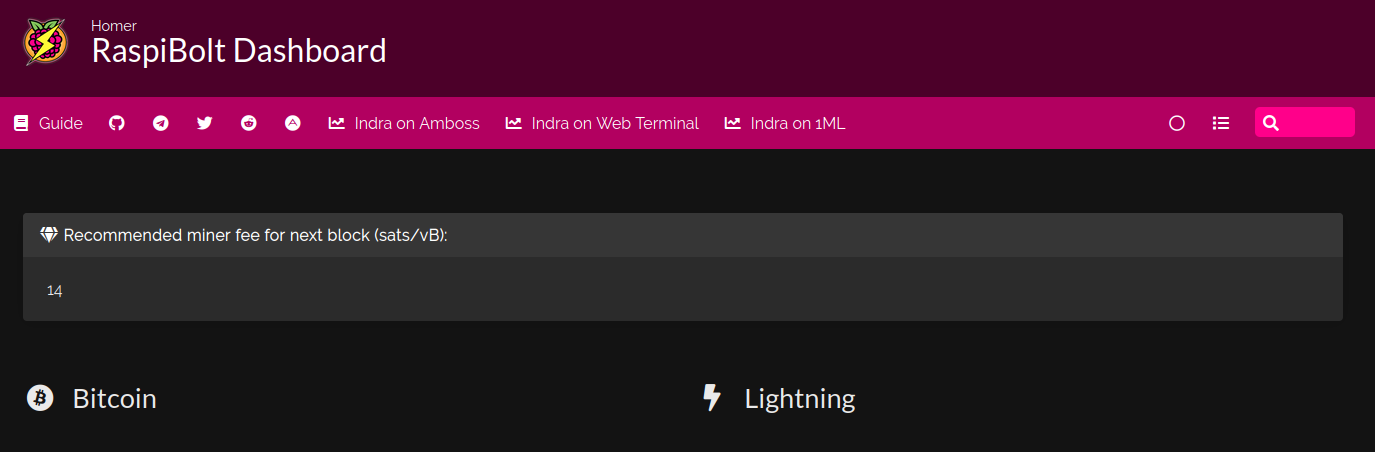 Homer
RaspiBolt Dashboard
Guide Indra on Amboss Indra on Web Terminal Indra on 1ML
Recommended miner fee for next block (sats/vB):
14
Bitcoin Lightning